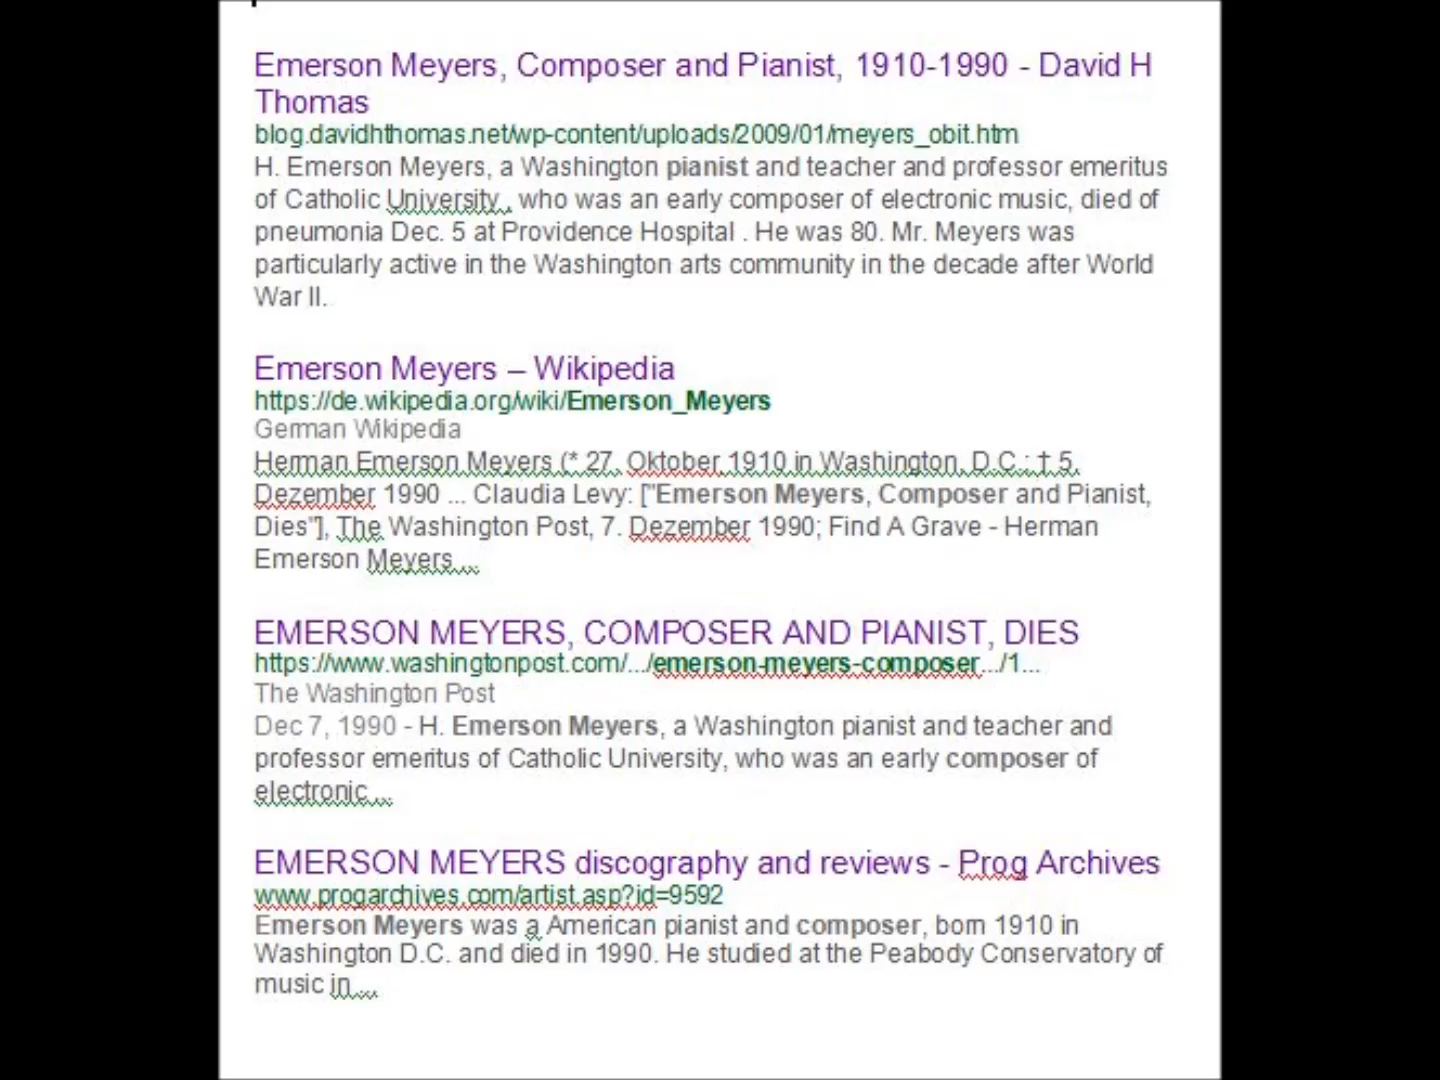 Emerson Meyers, Composer and Pianist, 1910-1990 - David H
Thomas
blog.davidhthomas.net/wp-content/uploads/2009/01/meyers_obit.htm
H. Emerson Meyers, a Washington pianist and teacher and professor emeritus
of Catholic University , who was an early composer of electronic music, died of
pneumonia Dec. 5 at Providence Hospital . He was 80. Mr. Meyers was
particularly active in the Washington arts community in the decade after World
War II.
Emerson Meyers – Wikipedia
https://de.wikipedia.org/wiki/Emerson_Meyers
German Wikipedia
Herman Emerson Meyers (* 27. Oktober 1910 in Washington, D.C.; † 5.
Dezember 1990 ... Claudia Levy: ["Emerson Meyers, Composer and Pianist,
Dies"], The Washington Post, 7. Dezember 1990; Find A Grave - Herman
Emerson Meyers ...
EMERSON MEYERS, COMPOSER AND PIANIST, DIES
https://www.washingtonpost.com/.../emerson-meyers-composer.../1...
The Washington Post
Dec 7, 1990 - H. Emerson Meyers, a Washington pianist and teacher and
professor emeritus of Catholic University, who was an early composer of
electronic ...
EMERSON MEYERS discography and reviews - Prog Archives
www.progarchives.com/artist.asp?id=9592
Emerson Meyers was a American pianist and composer, born 1910 in
Washington D.C. and died in 1990. He studied at the Peabody Conservatory of
music in ...